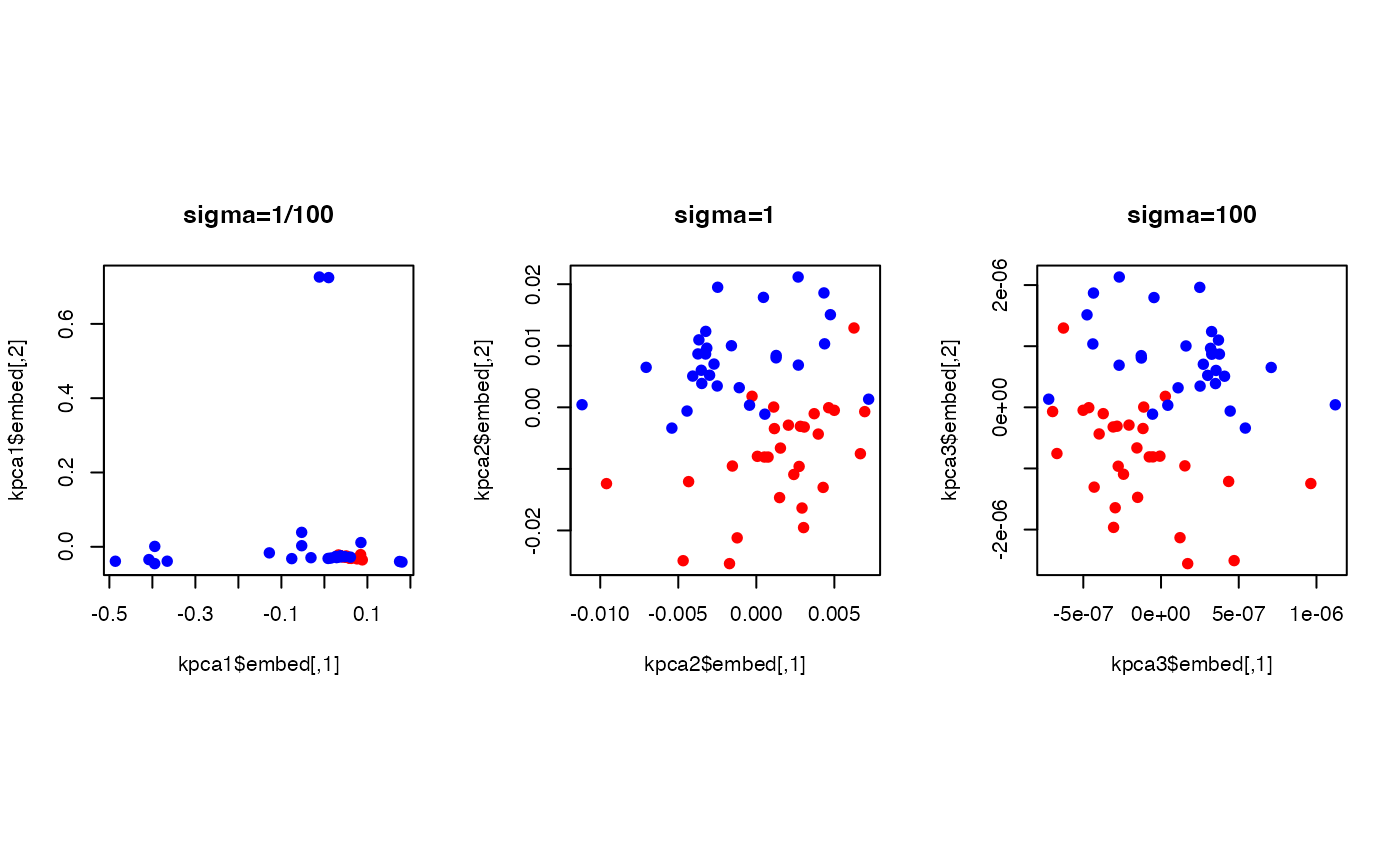 sigma=1/100
kpca1$embed[,2]
0.6
0.4
0.2
0.0
-0.5
-0.3
-0.1
0.1
kpca1$embed[,1]
sigma=1
kpca2$embed[,2]
0.02
0.01
0.00
-0.02
-0.010
-0.005
0.000
0.005
kpca2$embed[,1]
sigma=100
kpca3$embed[,2]
2e-06
0e+00
-2e-06
-5e-07
0e+00
5e-07
1e-06
kpca3$embed[,1]